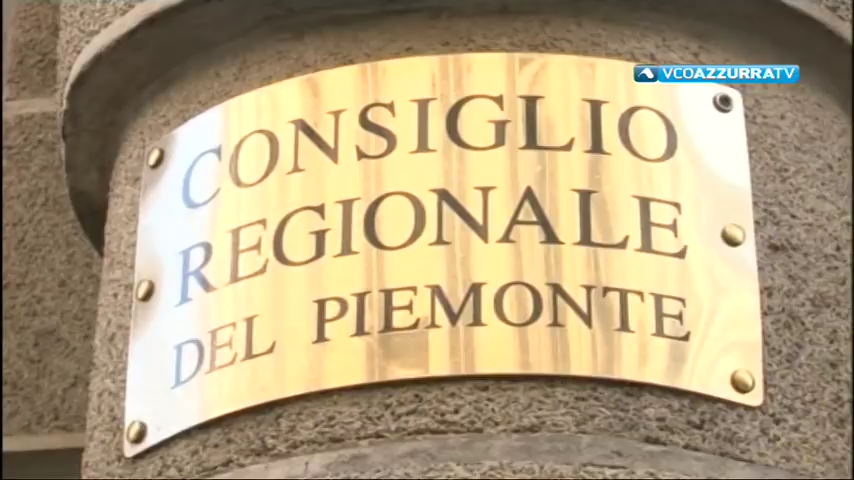 VCOAZZURRATV
CONSIGLIO
REGIONALE
DEL PIEMONTE